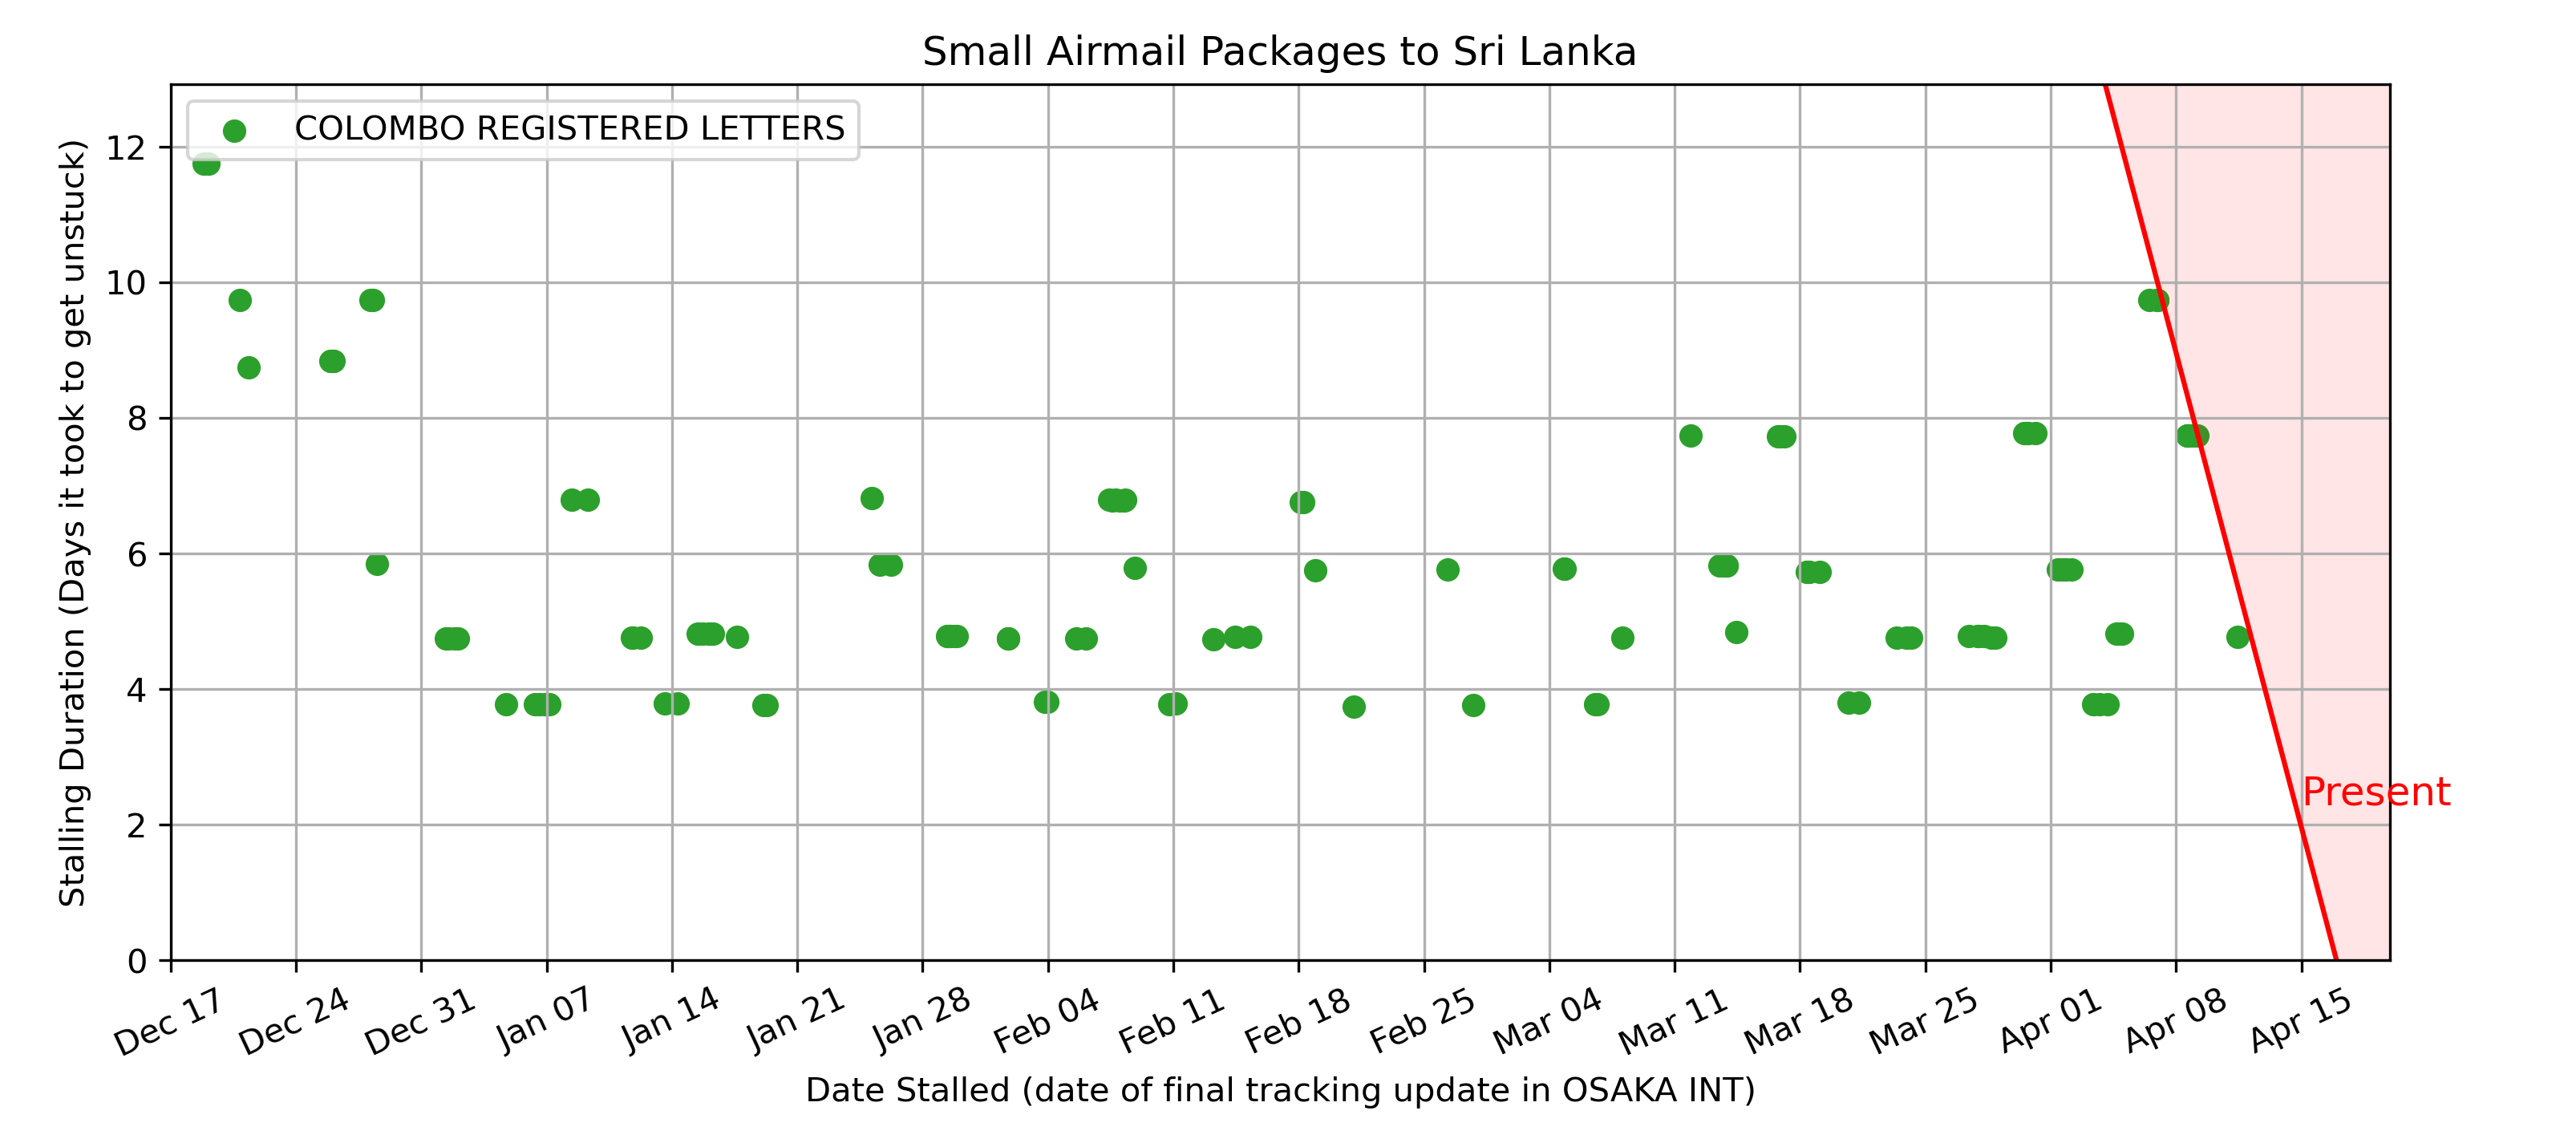 Small Airmail Packages to Sri Lanka
COLOMBO REGISTERED LETTERS
Stalling Duration (Days it took to get unstuck)
12
10
8
6
4
2
0
Present
Dec 17
Dec 24
Dec 31
Jan 07
Jan 14
Jan 21
Jan 28
Feb 04
Feb 11
Feb 18
Feb 25
Mar 04
Mar 11
Mar 18
Mar 25
Apr 01
Apr 08
Apr 15
Date Stalled (date of final tracking update in OSAKA INT)